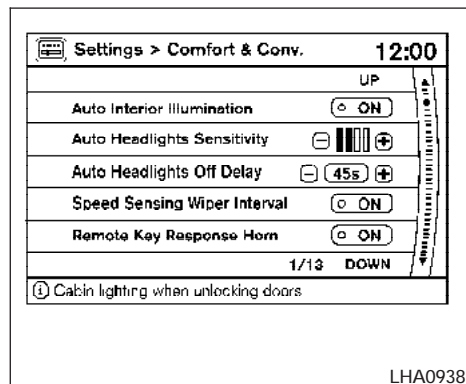 Settings > Comfort & Conv. 12:00
UP
Auto Interior Illumination ON
Auto Headlights Sensitivity
Auto Headlights Off Delay 45s
Speed Sensing Wiper Interval ON
Remote Key Response Horn ON
1/13 DOWN
Cabin lighting when unlocking doors
LHA0938